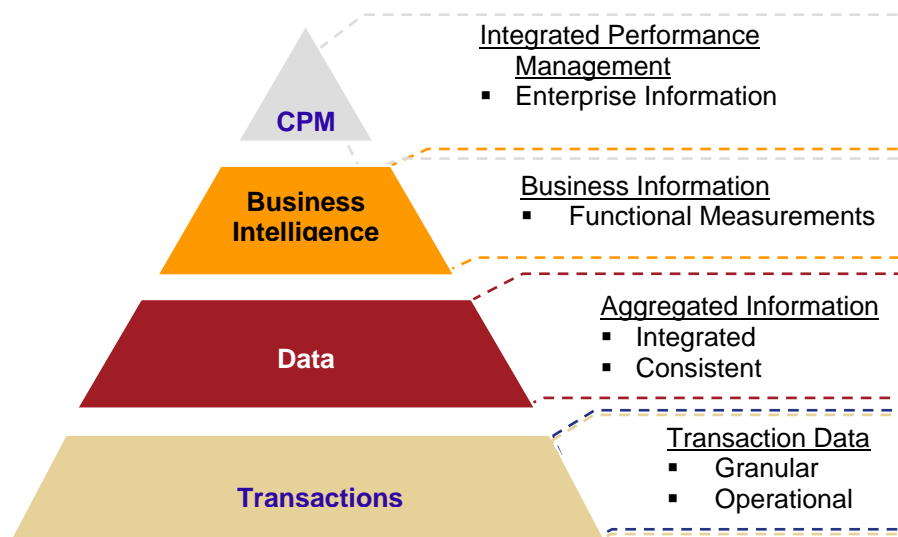 Integrated Performance
Management
▪ Enterprise Information
CPM
Business
Intelligence
Business Information
▪ Functional Measurements
Aggregated Information
▪ Integrated
▪ Consistent
Data
Transaction Data
▪ Granular
▪ Operational
Transactions